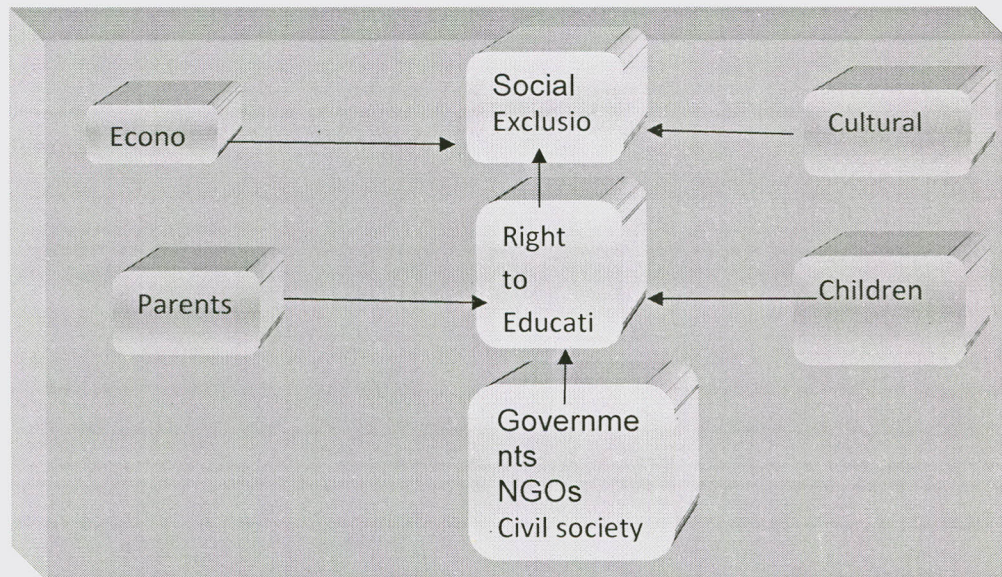 Social
Exclusio
Econo
Cultural
Right
to
Educati
Parents
Children
Governme
nts
NGOs
Civil society